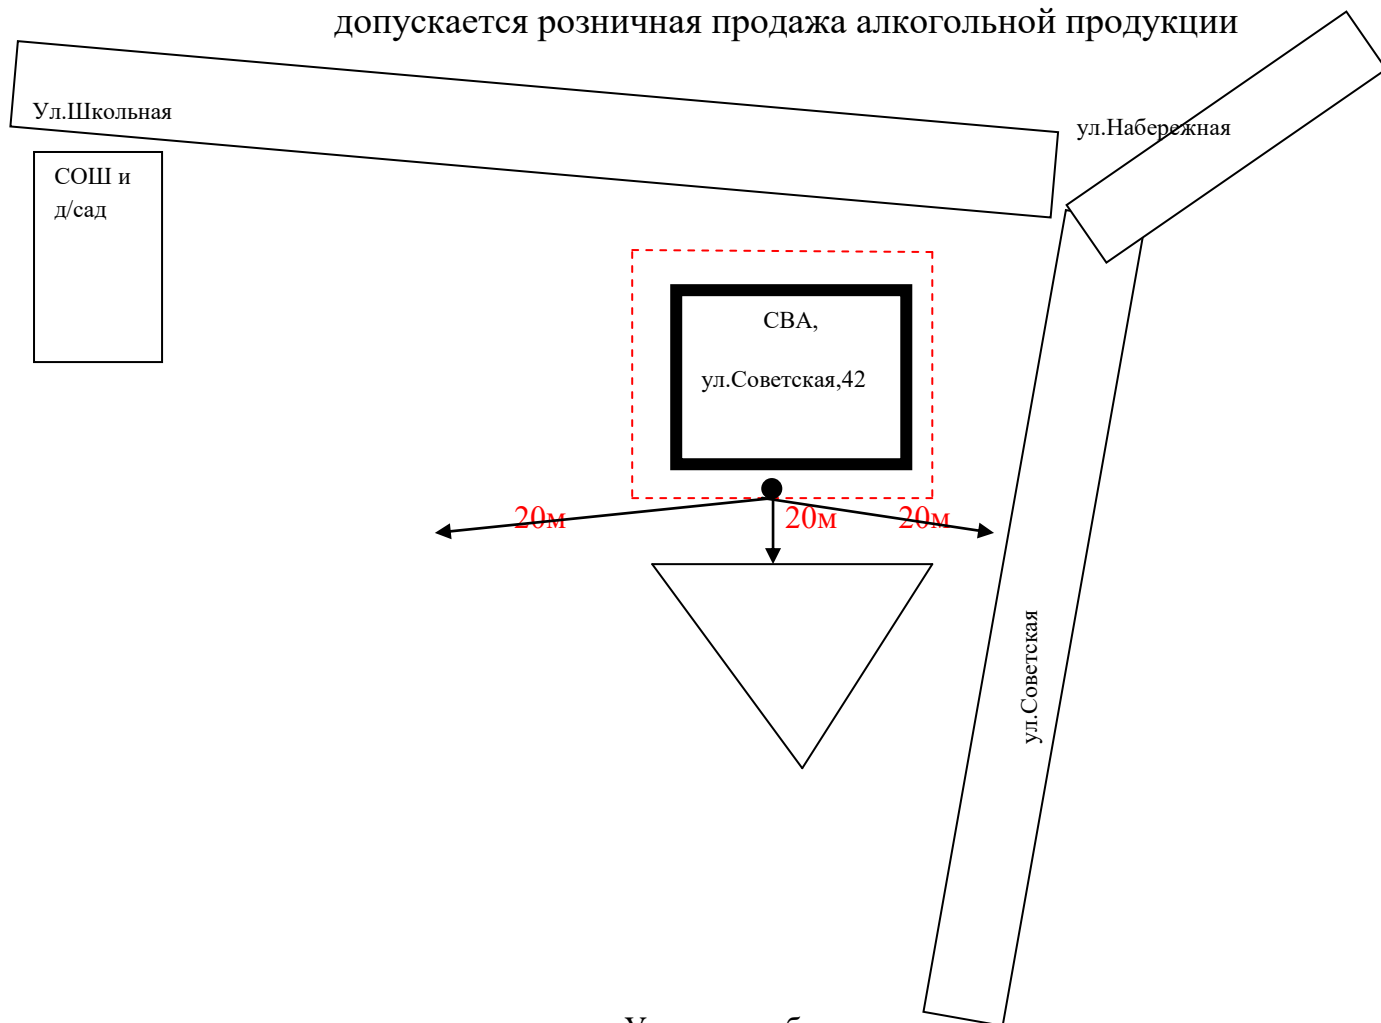 допускается розничная продажа алкогольной продукции
Ул.Школьная
ул.Набережная
СОШ и
д/сад
СВА,
ул.Советская,42
20м
20м
20м
ул.Советская